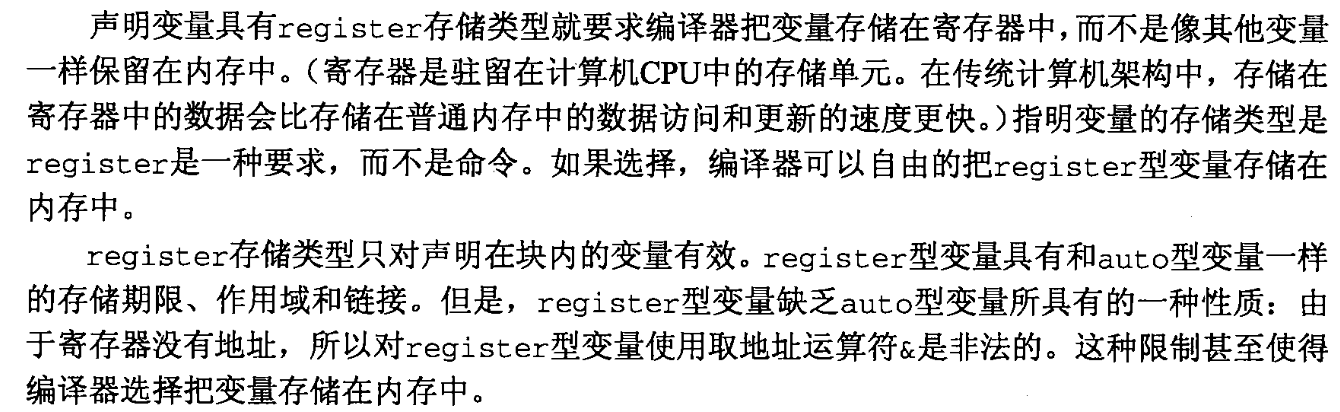 声明变量具有register存储类型就要求编译器把变量存储在寄存器中，而不是像其他变量
一样保留在内存中。（寄存器是驻留在计算机CPU中的存储单元。在传统计算机架构中，存储在
寄存器中的数据会比存储在普通内存中的数据访问和更新的速度更快。）指明变量的存储类型是
register是一种要求，而不是命令。如果选择，编译器可以自由的把register型变量存储在
内存中。
register存储类型只对声明在块内的变量有效。register型变量具有和auto型变量一样
的存储期限、作用域和链接。但是，register型变量缺乏auto型变量所具有的一种性质：由
于寄存器没有地址，所以对register型变量使用取地址运算符&是非法的。这种限制甚至使得
编译器选择把变量存储在内存中。